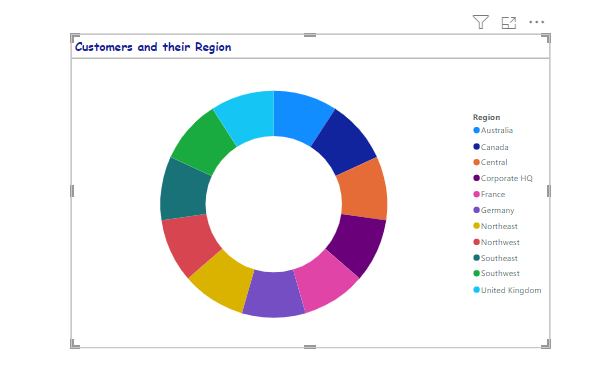 Customers and their Region
Region
Australia
Canada
Central
Corporate HQ
France
Germany
Northeast
Northwest
Southeast
Southwest
United Kingdom